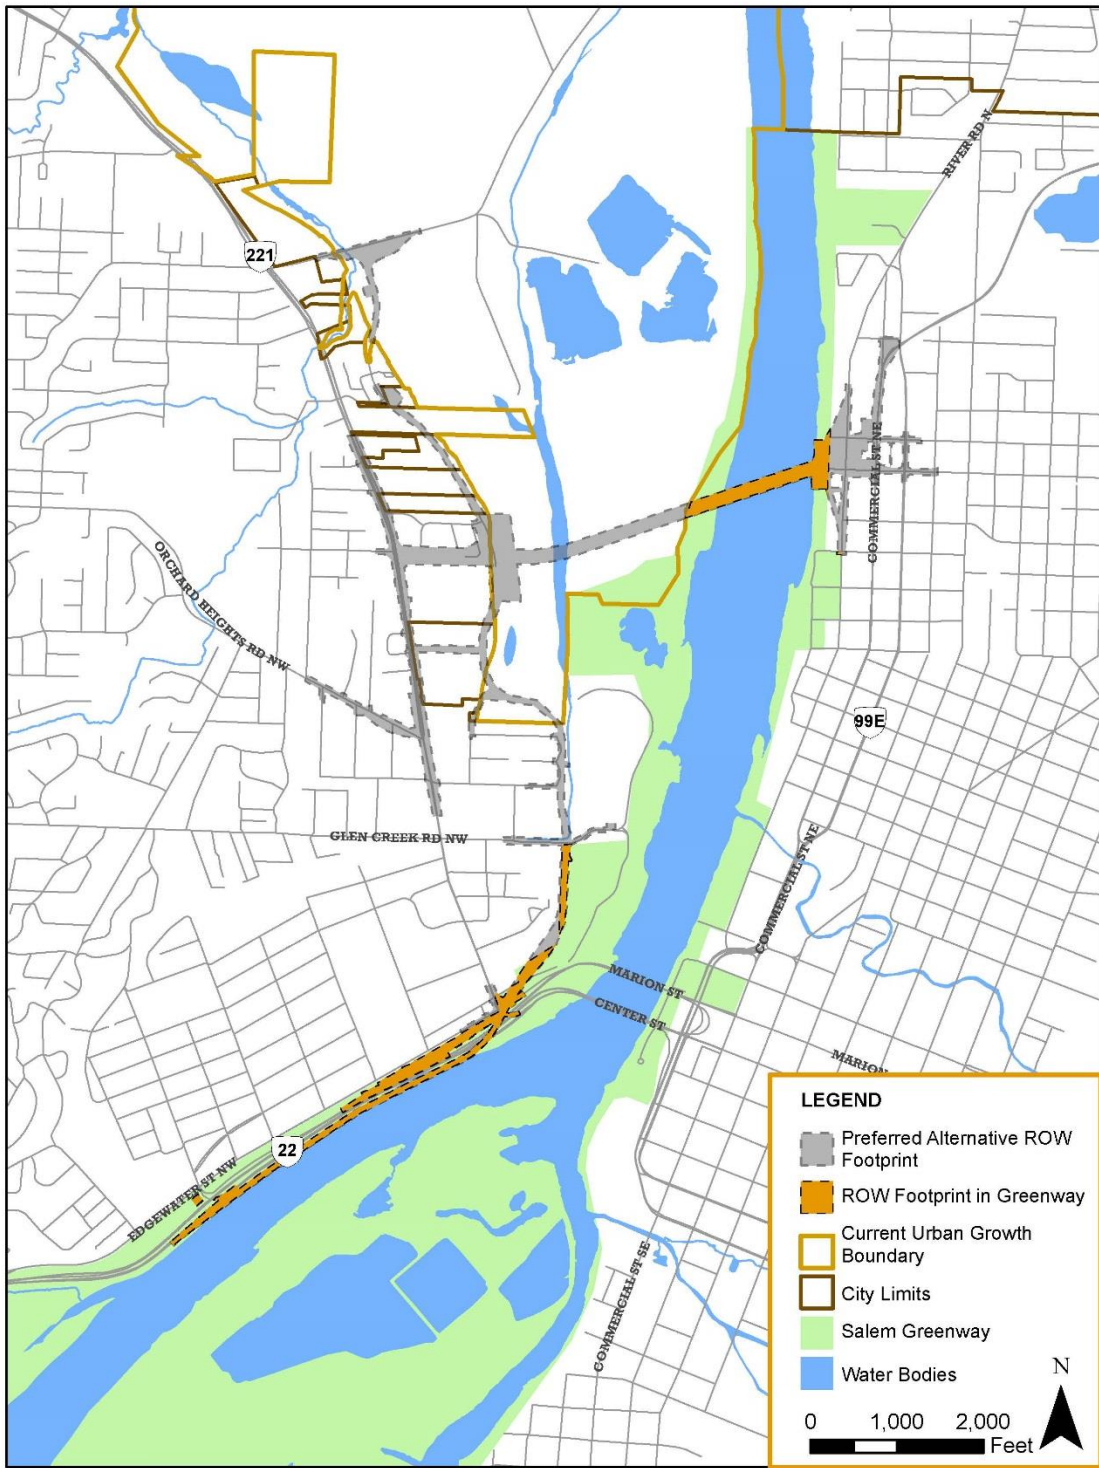 RIVER RD N
221
COMMERCIAL ST NE
ORCHARD HEIGHTS RD NW
99E
GLEN CREEK RD NW
COMMERCIAL ST NE
MARION ST
CENTER ST
MARION
22
EDGEWATER ST NW
COMMERCIAL ST SE
LEGEND
Preferred Alternative ROW
Footprint
ROW Footprint in Greenway
Current Urban Growth
Boundary
City Limits
Salem Greenway
Water Bodies
N
0 1,000 2,000
Feet